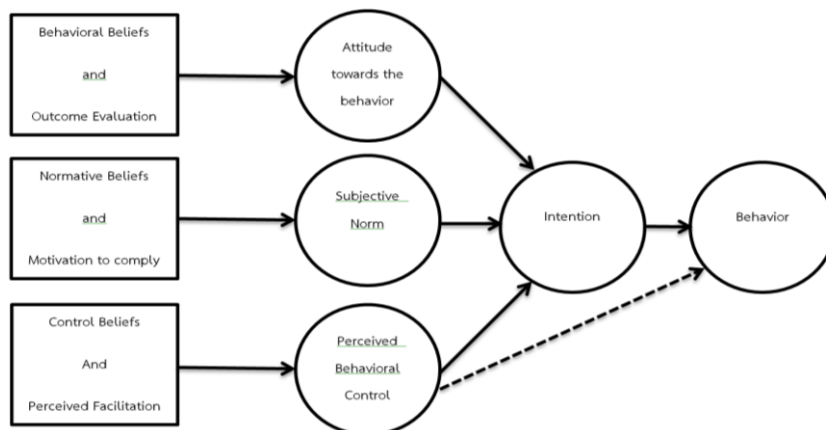 Behavioral Beliefs
and
Outcome Evaluation
Attitude
towards the
behavior
Normative Beliefs
and
Motivation to comply
Subjective
Norm
Intention
Behavior
Control Beliefs
And
Perceived Facilitation
Perceived
Behavioral
Control